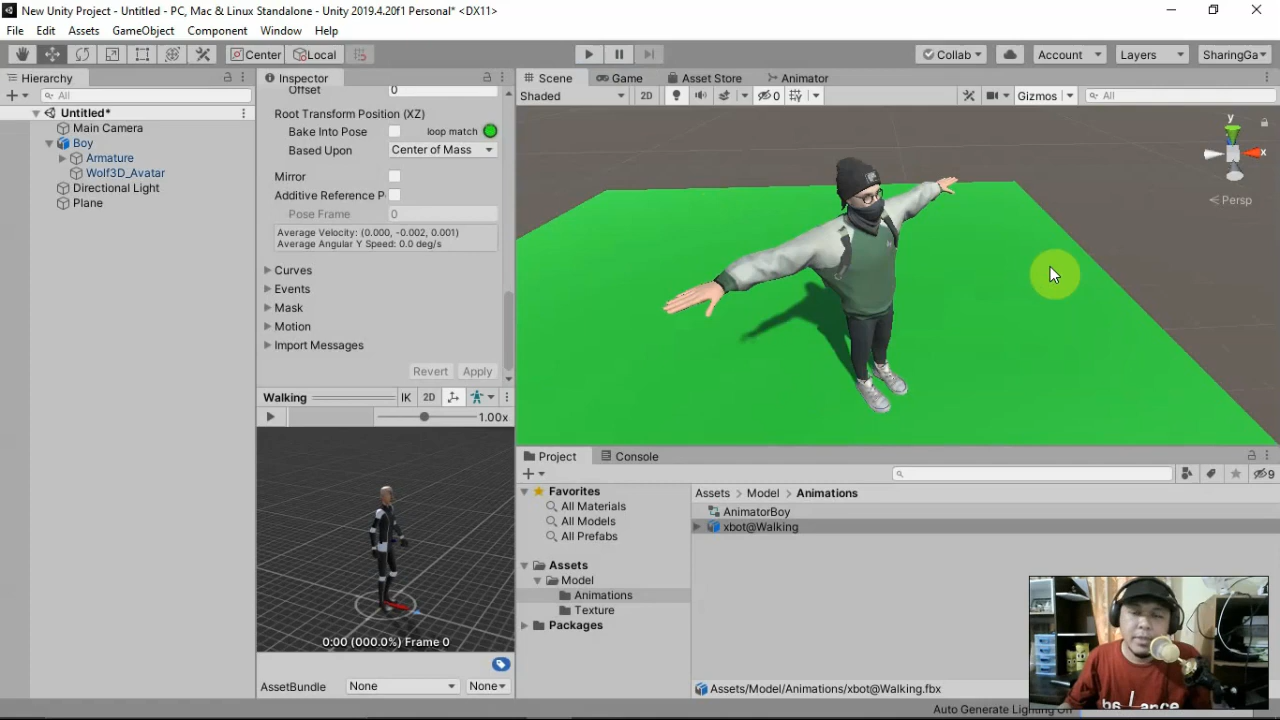 New Unity Project - Untitled - PC, Mac & Linux Standalone - Unity 2019.4.20f1 Personal* <DX11>
File Edit Assets GameObject Component Window Help
Center Local Collab Account Layers SharingGa
Hierarchy
All
Untitled*
Main Camera
Boy
Armature
Wolf3D_Avatar
Directional Light
Plane
Inspector
Offset 0
Root Transform Position (XZ)
Bake Into Pose loop match
Based Upon Center of Mass
Mirror
Additive Reference P
Pose Frame 0
Average Velocity: (0.000, -0.002, 0.001)
Average Angular Y Speed: 0.0 deg/s
Curves
Events
Mask
Motion
Import Messages
Revert Apply
Walking IK 2D
1.00x
0:00 (000.0%) Frame 0
AssetBundle None None
Scene Game Asset Store Animator
Shaded 2D 0 Gizmos All
y
x
Persp
Project Console
9
Favorites
All Materials
All Models
All Prefabs
Assets
Model
Animations
Texture
Packages
Assets > Model > Animations
AnimatorBoy
xbot@Walking
Assets/Model/Animations/xbot@Walking.fbx
Auto Generate Lighting